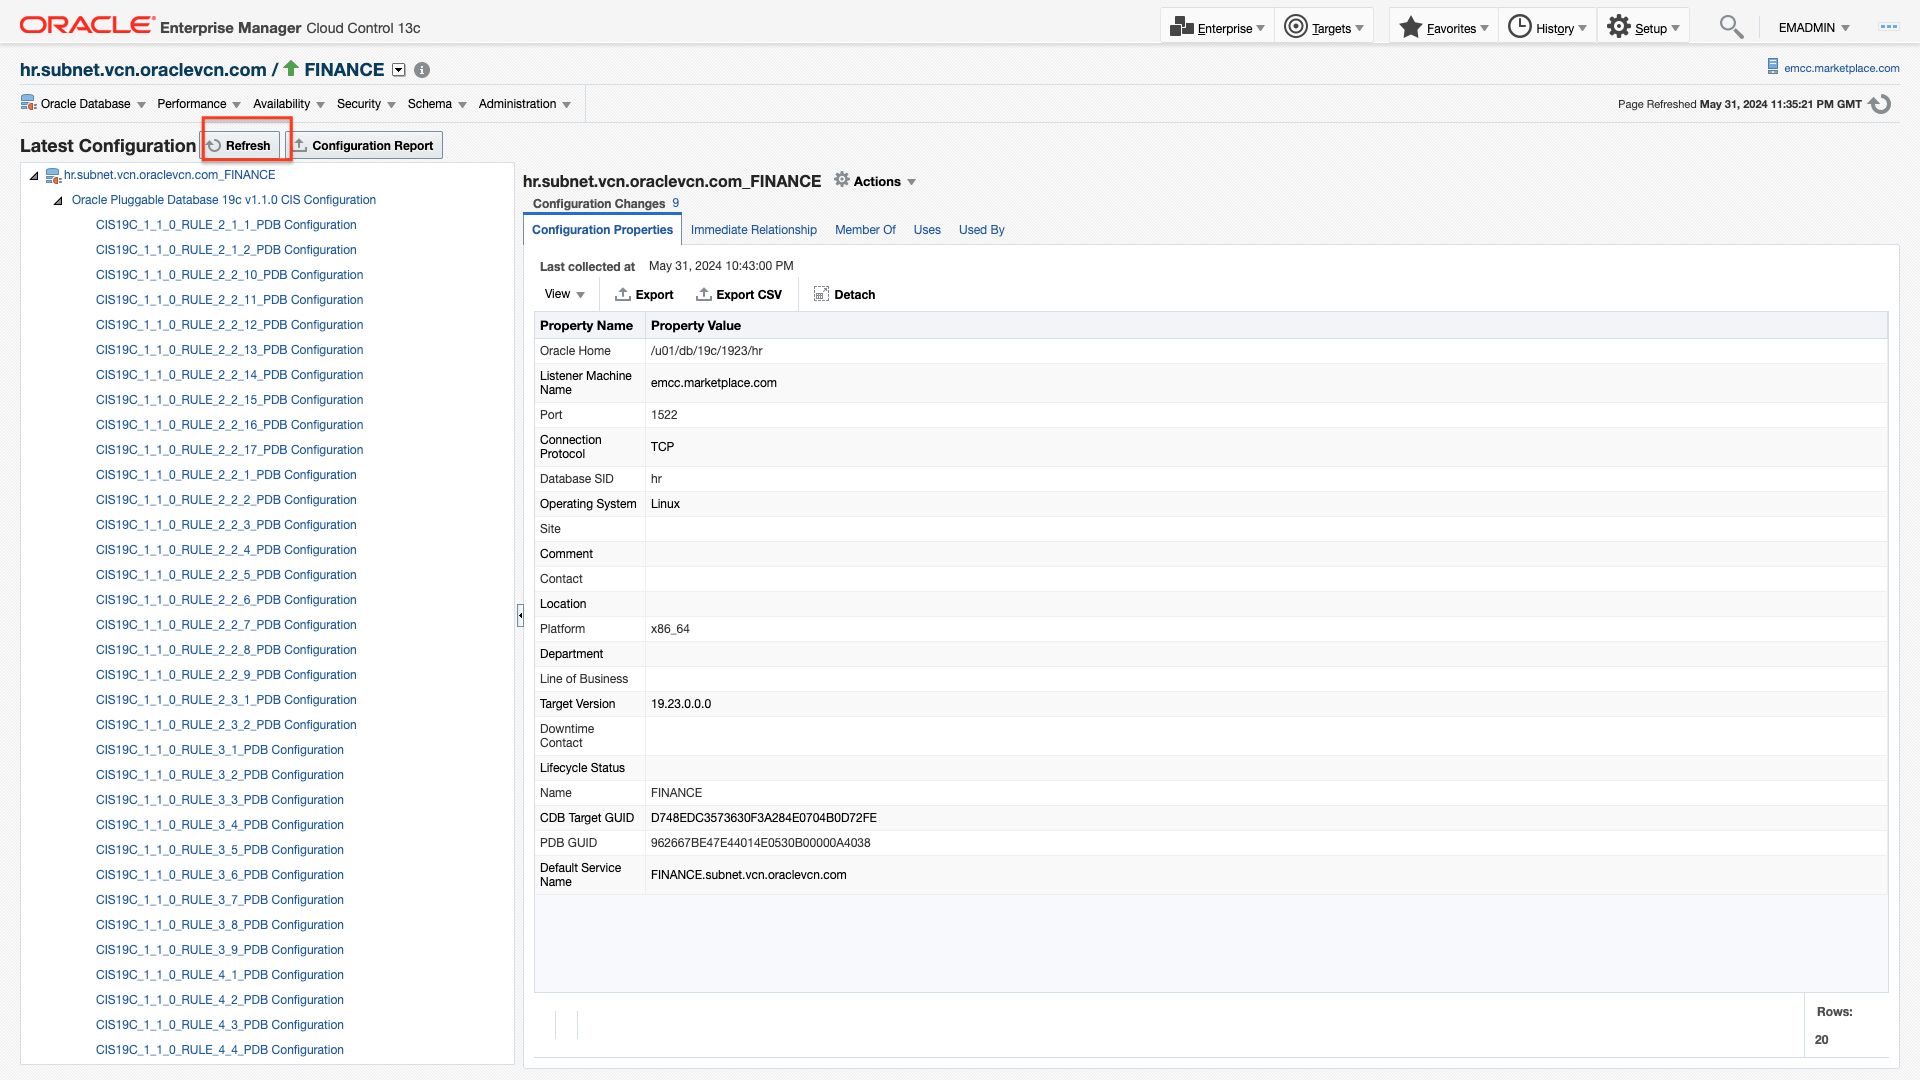 ORACLE Enterprise Manager Cloud Control 13c
Enterprise
Targets
Favorites
History
Setup
EMADMIN
hr.subnet.vcn.oraclevcn.com / FINANCE
emcc.marketplace.com
Oracle Database
Performance
Availability
Security
Schema
Administration
Page Refreshed May 31, 2024 11:35:21 PM GMT
Latest Configuration
Refresh
Configuration Report
hr.subnet.vcn.oraclevcn.com_FINANCE
Oracle Pluggable Database 19c v1.1.0 CIS Configuration
CIS19C_1_1_0_RULE_2_1_1_PDB Configuration
CIS19C_1_1_0_RULE_2_1_2_PDB Configuration
CIS19C_1_1_0_RULE_2_2_10_PDB Configuration
CIS19C_1_1_0_RULE_2_2_11_PDB Configuration
CIS19C_1_1_0_RULE_2_2_12_PDB Configuration
CIS19C_1_1_0_RULE_2_2_13_PDB Configuration
CIS19C_1_1_0_RULE_2_2_14_PDB Configuration
CIS19C_1_1_0_RULE_2_2_15_PDB Configuration
CIS19C_1_1_0_RULE_2_2_16_PDB Configuration
CIS19C_1_1_0_RULE_2_2_17_PDB Configuration
CIS19C_1_1_0_RULE_2_2_1_PDB Configuration
CIS19C_1_1_0_RULE_2_2_2_PDB Configuration
CIS19C_1_1_0_RULE_2_2_3_PDB Configuration
CIS19C_1_1_0_RULE_2_2_4_PDB Configuration
CIS19C_1_1_0_RULE_2_2_5_PDB Configuration
CIS19C_1_1_0_RULE_2_2_6_PDB Configuration
CIS19C_1_1_0_RULE_2_2_7_PDB Configuration
CIS19C_1_1_0_RULE_2_2_8_PDB Configuration
CIS19C_1_1_0_RULE_2_2_9_PDB Configuration
CIS19C_1_1_0_RULE_2_3_1_PDB Configuration
CIS19C_1_1_0_RULE_2_3_2_PDB Configuration
CIS19C_1_1_0_RULE_3_1_PDB Configuration
CIS19C_1_1_0_RULE_3_2_PDB Configuration
CIS19C_1_1_0_RULE_3_3_PDB Configuration
CIS19C_1_1_0_RULE_3_4_PDB Configuration
CIS19C_1_1_0_RULE_3_5_PDB Configuration
CIS19C_1_1_0_RULE_3_6_PDB Configuration
CIS19C_1_1_0_RULE_3_7_PDB Configuration
CIS19C_1_1_0_RULE_3_8_PDB Configuration
CIS19C_1_1_0_RULE_3_9_PDB Configuration
CIS19C_1_1_0_RULE_4_1_PDB Configuration
CIS19C_1_1_0_RULE_4_2_PDB Configuration
CIS19C_1_1_0_RULE_4_3_PDB Configuration
CIS19C_1_1_0_RULE_4_4_PDB Configuration
hr.subnet.vcn.oraclevcn.com_FINANCE
Actions
Configuration Changes 9
Configuration Properties
Immediate Relationship
Member Of
Uses
Used By
Last collected at May 31, 2024 10:43:00 PM
View
Export
Export CSV
Detach
Property Name Property Value
Oracle Home /u01/db/19c/1923/hr
Listener Machine
Name
emcc.marketplace.com
Port 1522
Connection
Protocol
TCP
Database SID hr
Operating System Linux
Site
Comment
Contact
Location
Platform x86_64
Department
Line of Business
Target Version 19.23.0.0.0
Downtime
Contact
Lifecycle Status
Name FINANCE
CDB Target GUID D748EDC3573630F3A284E0704B0D72FE
PDB GUID 962667BE47E44014E0530B00000A4038
Default Service
Name
FINANCE.subnet.vcn.oraclevcn.com
Rows:
20